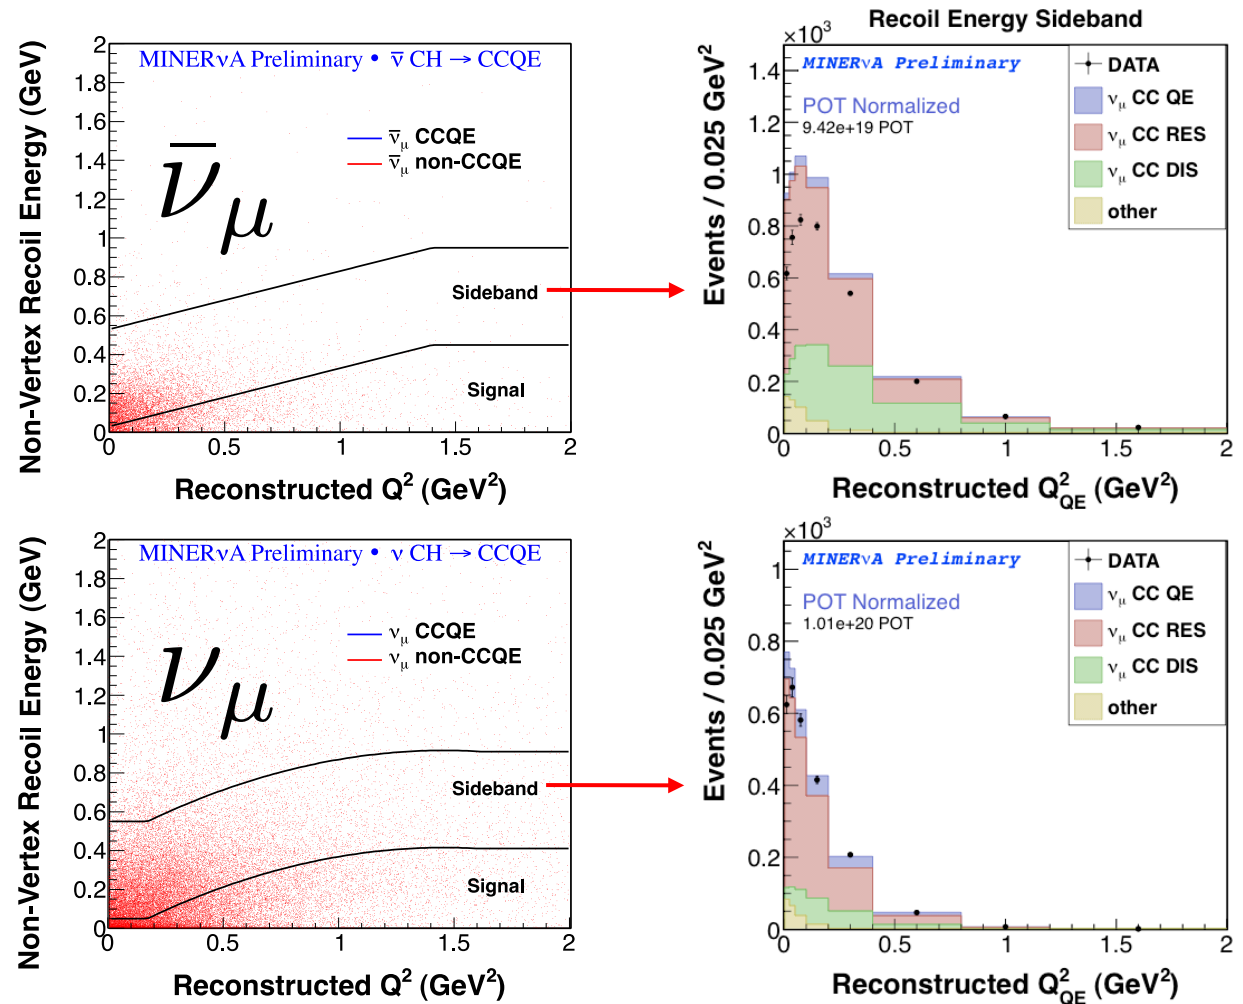 Recoil Energy Sideband
Non-Vertex Recoil Energy (GeV)
2
1.8
1.6
1.4
1.2
1
0.8
0.6
0.4
0.2
0
MINERνA Preliminary • ν̄ CH → CCQE
ν̄μ CCQE
ν̄μ non-CCQE
ν̄μ
Sideband
Signal
0 0.5 1 1.5 2
Reconstructed Q² (GeV²)
×10³
Events / 0.025 GeV²
1.4
1.2
1.0
0.8
0.6
0.4
0.2
0
MINERνA Preliminary
POT Normalized
9.42e+19 POT
DATA
νμ CC QE
νμ CC RES
νμ CC DIS
other
0 0.5 1 1.5 2
Reconstructed Q²QE (GeV²)
Non-Vertex Recoil Energy (GeV)
2
1.8
1.6
1.4
1.2
1
0.8
0.6
0.4
0.2
0
MINERνA Preliminary • ν CH → CCQE
νμ CCQE
νμ non-CCQE
νμ
Sideband
Signal
0 0.5 1 1.5 2
Reconstructed Q² (GeV²)
×10³
Events / 0.025 GeV²
1.0
0.8
0.6
0.4
0.2
0
MINERνA Preliminary
POT Normalized
1.01e+20 POT
DATA
νμ CC QE
νμ CC RES
νμ CC DIS
other
0 0.5 1 1.5 2
Reconstructed Q²QE (GeV²)